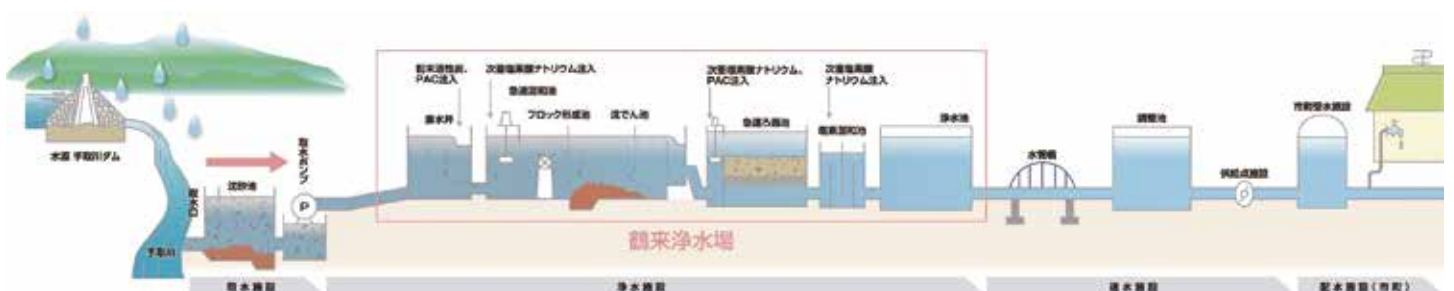 水源 手取川ダム
手取川
取水口
沈砂池
取水ポンプ
P
粉末活性炭、
PAC注入
着水井
次亜塩素酸ナトリウム注入
急速混和池
フロック形成池
沈でん池
次亜塩素酸ナトリウム、
PAC注入
急速ろ過池
次亜塩素酸
ナトリウム注入
塩素混和池
浄水池
鶴来浄水場
水管橋
調整池
供給点施設
P
市町受水施設
取水施設
浄水施設
送水施設
配水施設(市町)